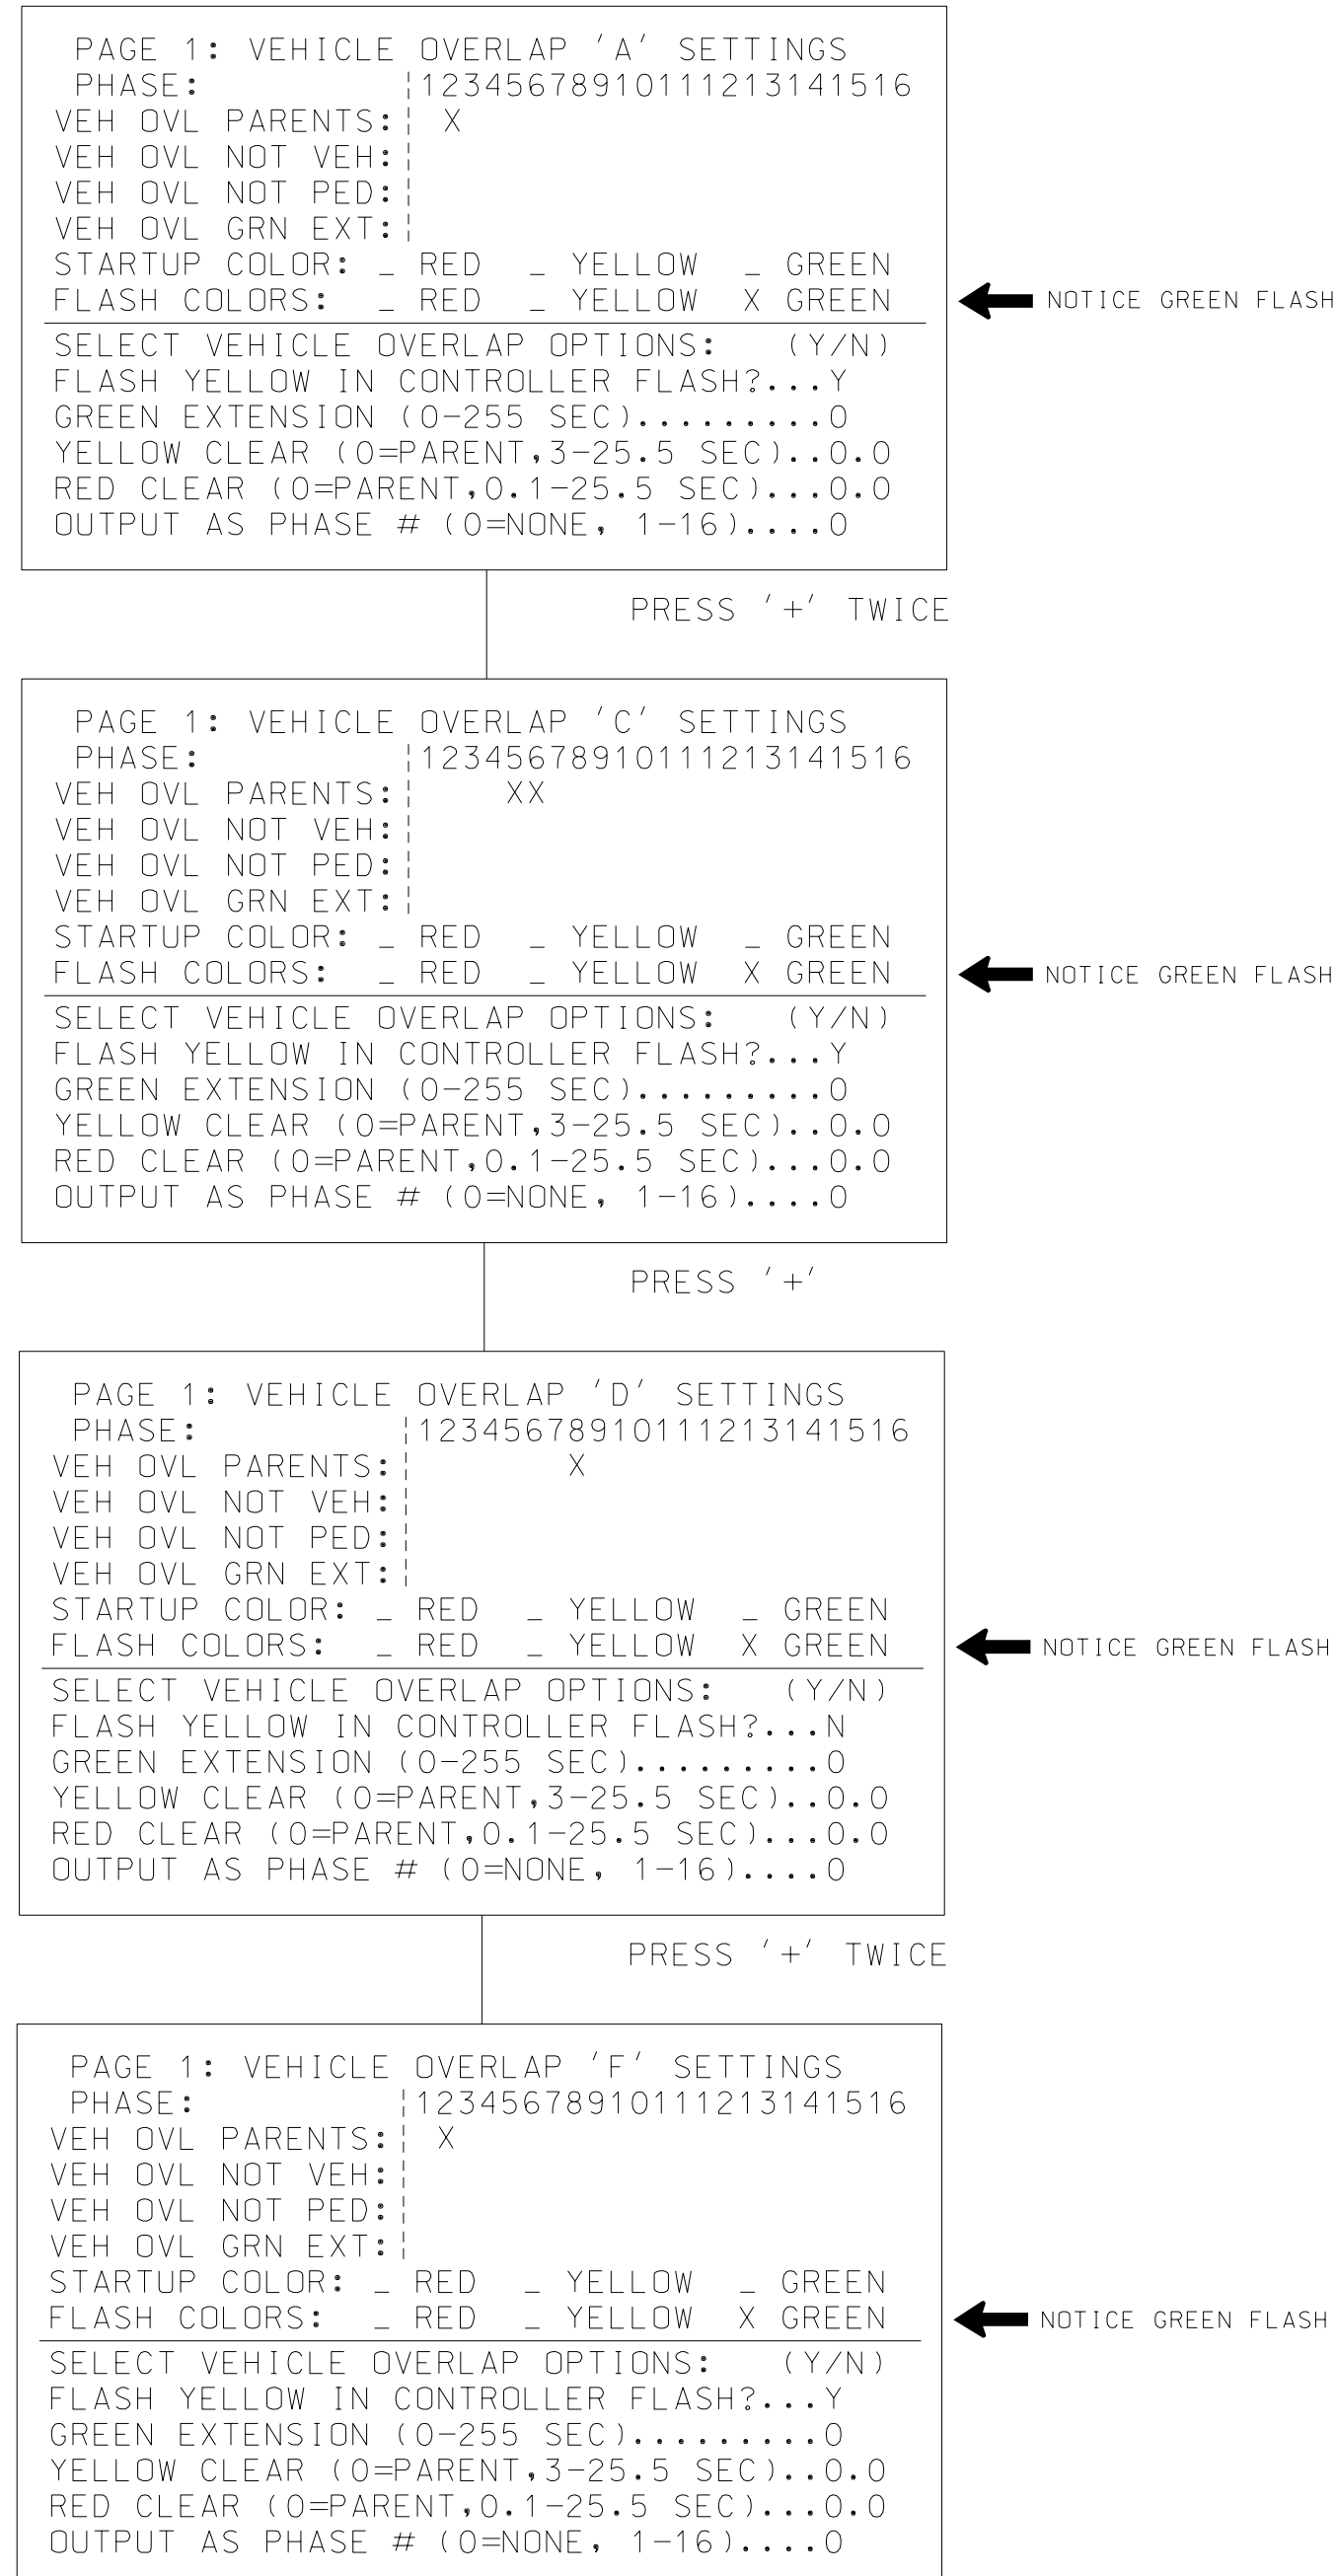 PAGE 1: VEHICLE OVERLAP 'A' SETTINGS
PHASE: |12345678910111213141516
VEH OVL PARENTS:| X
VEH OVL NOT VEH:|
VEH OVL NOT PED:|
VEH OVL GRN EXT:|
STARTUP COLOR: _ RED _ YELLOW _ GREEN
FLASH COLORS: _ RED _ YELLOW X GREEN
NOTICE GREEN FLASH
SELECT VEHICLE OVERLAP OPTIONS: (Y/N)
FLASH YELLOW IN CONTROLLER FLASH?...Y
GREEN EXTENSION (0-255 SEC).........0
YELLOW CLEAR (0=PARENT,3-25.5 SEC)..0.0
RED CLEAR (0=PARENT,0.1-25.5 SEC)...0.0
OUTPUT AS PHASE # (0=NONE, 1-16)....0
PRESS '+' TWICE
PAGE 1: VEHICLE OVERLAP 'C' SETTINGS
PHASE: |12345678910111213141516
VEH OVL PARENTS:| XX
VEH OVL NOT VEH:|
VEH OVL NOT PED:|
VEH OVL GRN EXT:|
STARTUP COLOR: _ RED _ YELLOW _ GREEN
FLASH COLORS: _ RED _ YELLOW X GREEN
NOTICE GREEN FLASH
SELECT VEHICLE OVERLAP OPTIONS: (Y/N)
FLASH YELLOW IN CONTROLLER FLASH?...Y
GREEN EXTENSION (0-255 SEC).........0
YELLOW CLEAR (0=PARENT,3-25.5 SEC)..0.0
RED CLEAR (0=PARENT,0.1-25.5 SEC)...0.0
OUTPUT AS PHASE # (0=NONE, 1-16)....0
PRESS '+'
PAGE 1: VEHICLE OVERLAP 'D' SETTINGS
PHASE: |12345678910111213141516
VEH OVL PARENTS:| X
VEH OVL NOT VEH:|
VEH OVL NOT PED:|
VEH OVL GRN EXT:|
STARTUP COLOR: _ RED _ YELLOW _ GREEN
FLASH COLORS: _ RED _ YELLOW X GREEN
NOTICE GREEN FLASH
SELECT VEHICLE OVERLAP OPTIONS: (Y/N)
FLASH YELLOW IN CONTROLLER FLASH?...N
GREEN EXTENSION (0-255 SEC).........0
YELLOW CLEAR (0=PARENT,3-25.5 SEC)..0.0
RED CLEAR (0=PARENT,0.1-25.5 SEC)...0.0
OUTPUT AS PHASE # (0=NONE, 1-16)....0
PRESS '+' TWICE
PAGE 1: VEHICLE OVERLAP 'F' SETTINGS
PHASE: |12345678910111213141516
VEH OVL PARENTS:| X
VEH OVL NOT VEH:|
VEH OVL NOT PED:|
VEH OVL GRN EXT:|
STARTUP COLOR: _ RED _ YELLOW _ GREEN
FLASH COLORS: _ RED _ YELLOW X GREEN
NOTICE GREEN FLASH
SELECT VEHICLE OVERLAP OPTIONS: (Y/N)
FLASH YELLOW IN CONTROLLER FLASH?...Y
GREEN EXTENSION (0-255 SEC).........0
YELLOW CLEAR (0=PARENT,3-25.5 SEC)..0.0
RED CLEAR (0=PARENT,0.1-25.5 SEC)...0.0
OUTPUT AS PHASE # (0=NONE, 1-16)....0